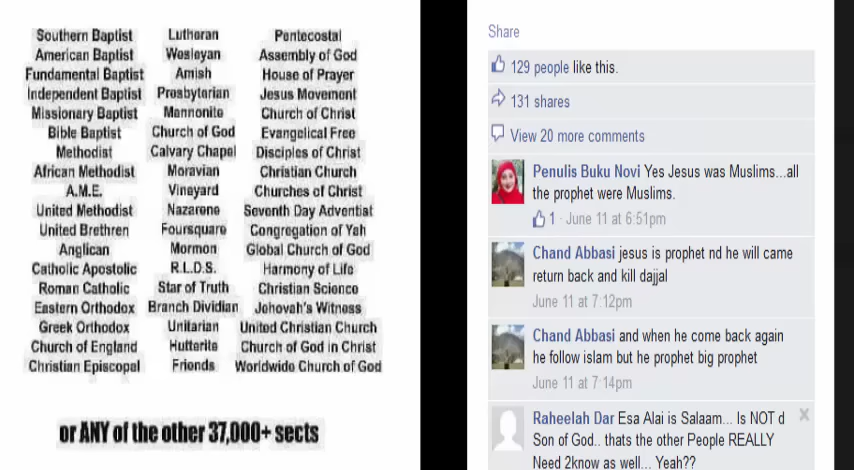 Southern Baptist
American Baptist
Fundamental Baptist
Independent Baptist
Missionary Baptist
Bible Baptist
Methodist
African Methodist
A.M.E.
United Methodist
United Brethren
Anglican
Catholic Apostolic
Roman Catholic
Eastern Orthodox
Greek Orthodox
Church of England
Christian Episcopal
Lutheran
Wesleyan
Amish
Presbyterian
Mennonite
Church of God
Calvary Chapel
Moravian
Vineyard
Nazarene
Foursquare
Mormon
R.L.D.S.
Star of Truth
Branch Dividian
Unitarian
Hutterite
Friends
Pentecostal
Assembly of God
House of Prayer
Jesus Movement
Church of Christ
Evangelical Free
Disciples of Christ
Christian Church
Churches of Christ
Seventh Day Adventist
Congregation of Yah
Global Church of God
Harmony of Life
Christian Science
Jehovah's Witness
United Christian Church
Church of God in Christ
Worldwide Church of God
or ANY of the other 37,000+ sects
Share
129 people like this.
131 shares
View 20 more comments
Penulis Buku Novi Yes Jesus was Muslims...all
the prophet were Muslims.
1 · June 11 at 6:51pm
Chand Abbasi jesus is prophet nd he will came
return back and kill dajjal
June 11 at 7:12pm
Chand Abbasi and when he come back again
he follow islam but he prophet big prophet
June 11 at 7:14pm
Raheelah Dar Esa Alai is Salaam... Is NOT d
Son of God.. thats the other People REALLY
Need 2know as well... Yeah??